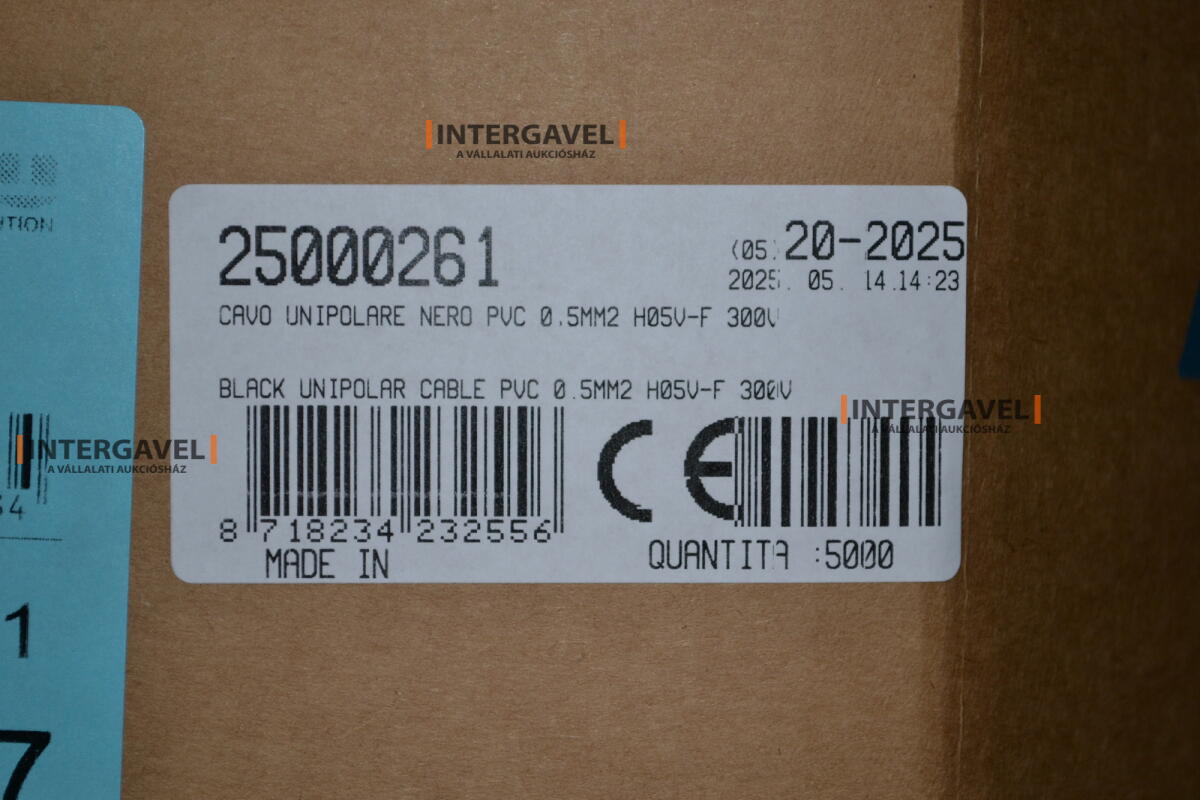 INTERGAVEL
A VÁLLALATI AUKCIÓSHÁZ
25000261
(05) 20-2025
2025. 05. 14.14:23
CAVO UNIPOLARE NERO PVC 0.5MM2 H05V-F 300V
BLACK UNIPOLAR CABLE PVC 0.5MM2 H05V-F 300V
INTERGAVEL
A VÁLLALATI AUKCIÓSHÁZ
INTERGAVEL
A VÁLLALATI AUKCIÓSHÁZ
CE
8 718234 232556
MADE IN
QUANTITA :5000
1
7